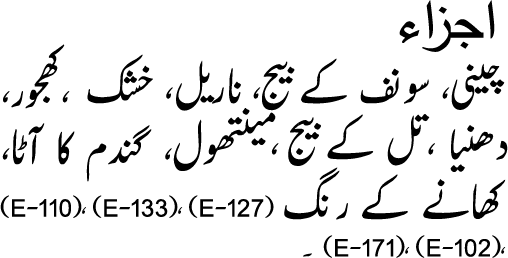 اجزاء
چینی، سونف کے بیج، ناریل، خشک ،کھجور،
دھنیا ،تل کے بیج ،مینتھول، گندم کا آٹا،
کھانے کے رنگ (E-127) ،(E-133) ،(E-110)
،(E-102) ،(E-171) ۔